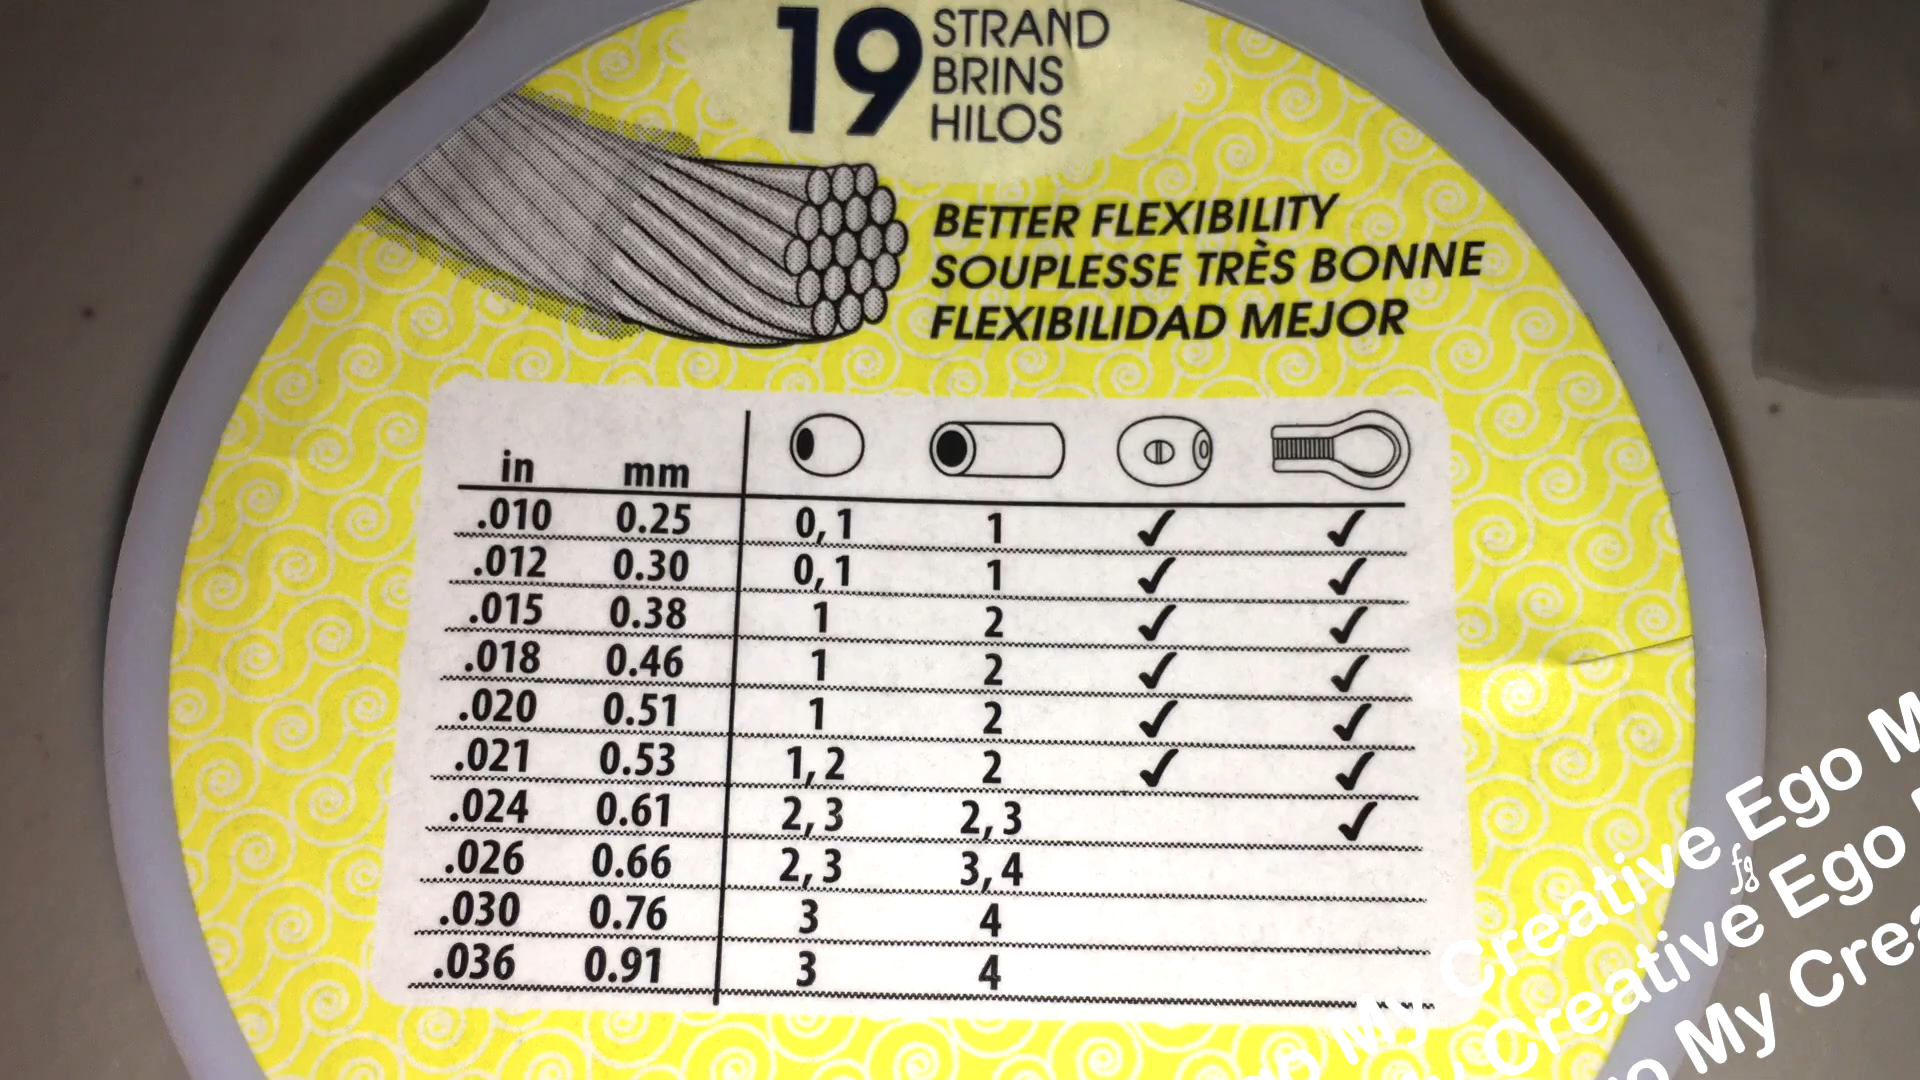 19 STRAND
BRINS
HILOS
BETTER FLEXIBILITY
SOUPLESSE TRÈS BONNE
FLEXIBILIDAD MEJOR
in mm
.010 0.25 0, 1 1 ✓ ✓
.012 0.30 0, 1 1 ✓ ✓
.015 0.38 1 2 ✓ ✓
.018 0.46 1 2 ✓ ✓
.020 0.51 1 2 ✓ ✓
.021 0.53 1, 2 2 ✓ ✓
.024 0.61 2, 3 2, 3 ✓
.026 0.66 2, 3 3, 4
.030 0.76 3 4
.036 0.91 3 4
My Creative Ego
fg
Creative Ego
My